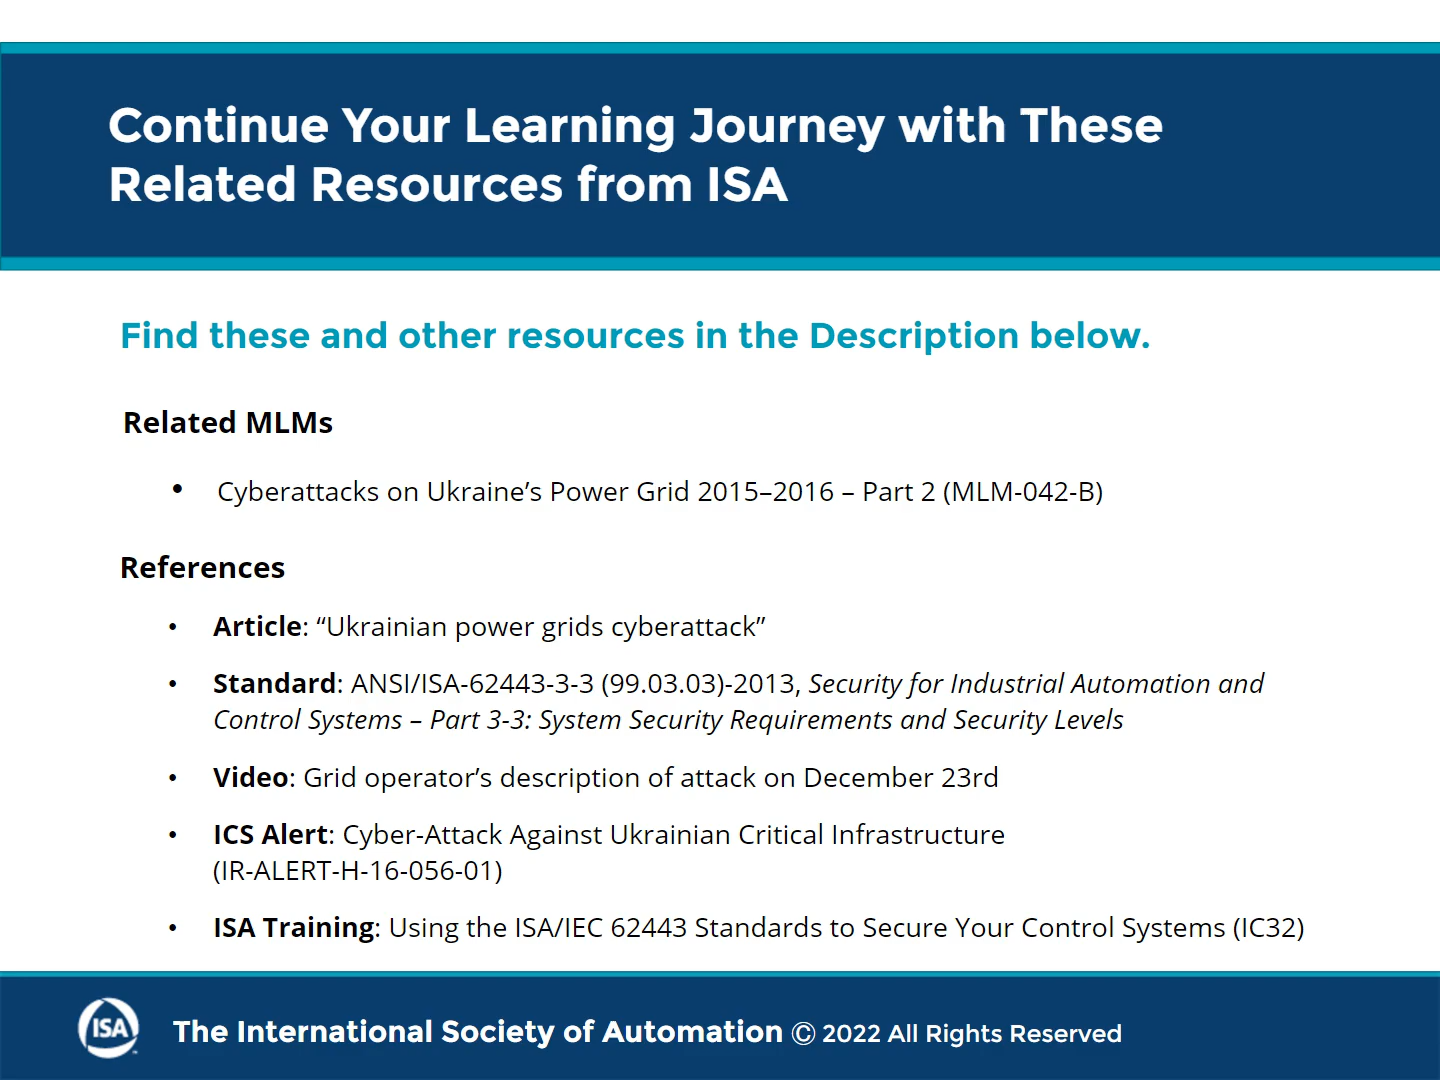 Continue Your Learning Journey with These
Related Resources from ISA
Find these and other resources in the Description below.
Related MLMs
• Cyberattacks on Ukraine’s Power Grid 2015–2016 – Part 2 (MLM-042-B)
References
• Article: “Ukrainian power grids cyberattack”
• Standard: ANSI/ISA-62443-3-3 (99.03.03)-2013, Security for Industrial Automation and
Control Systems – Part 3-3: System Security Requirements and Security Levels
• Video: Grid operator’s description of attack on December 23rd
• ICS Alert: Cyber-Attack Against Ukrainian Critical Infrastructure
(IR-ALERT-H-16-056-01)
• ISA Training: Using the ISA/IEC 62443 Standards to Secure Your Control Systems (IC32)
ISA
The International Society of Automation © 2022 All Rights Reserved